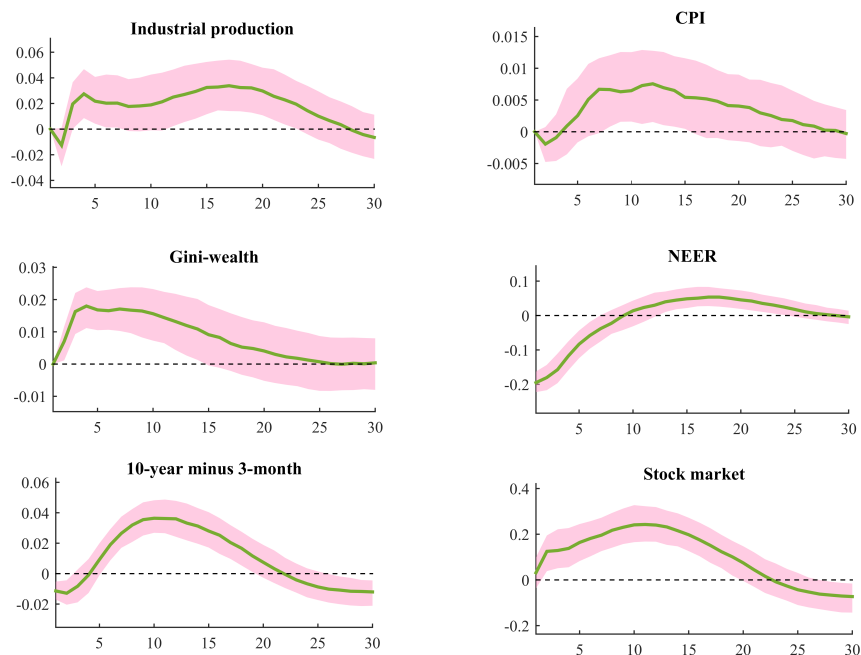 Industrial production
0.06
0.04
0.02
0
-0.02
-0.04
5 10 15 20 25 30
CPI
0.015
0.01
0.005
0
-0.005
5 10 15 20 25 30
Gini-wealth
0.03
0.02
0.01
0
-0.01
5 10 15 20 25 30
NEER
0.1
0
-0.1
-0.2
5 10 15 20 25 30
10-year minus 3-month
0.06
0.04
0.02
0
-0.02
5 10 15 20 25 30
Stock market
0.4
0.2
0
-0.2
5 10 15 20 25 30